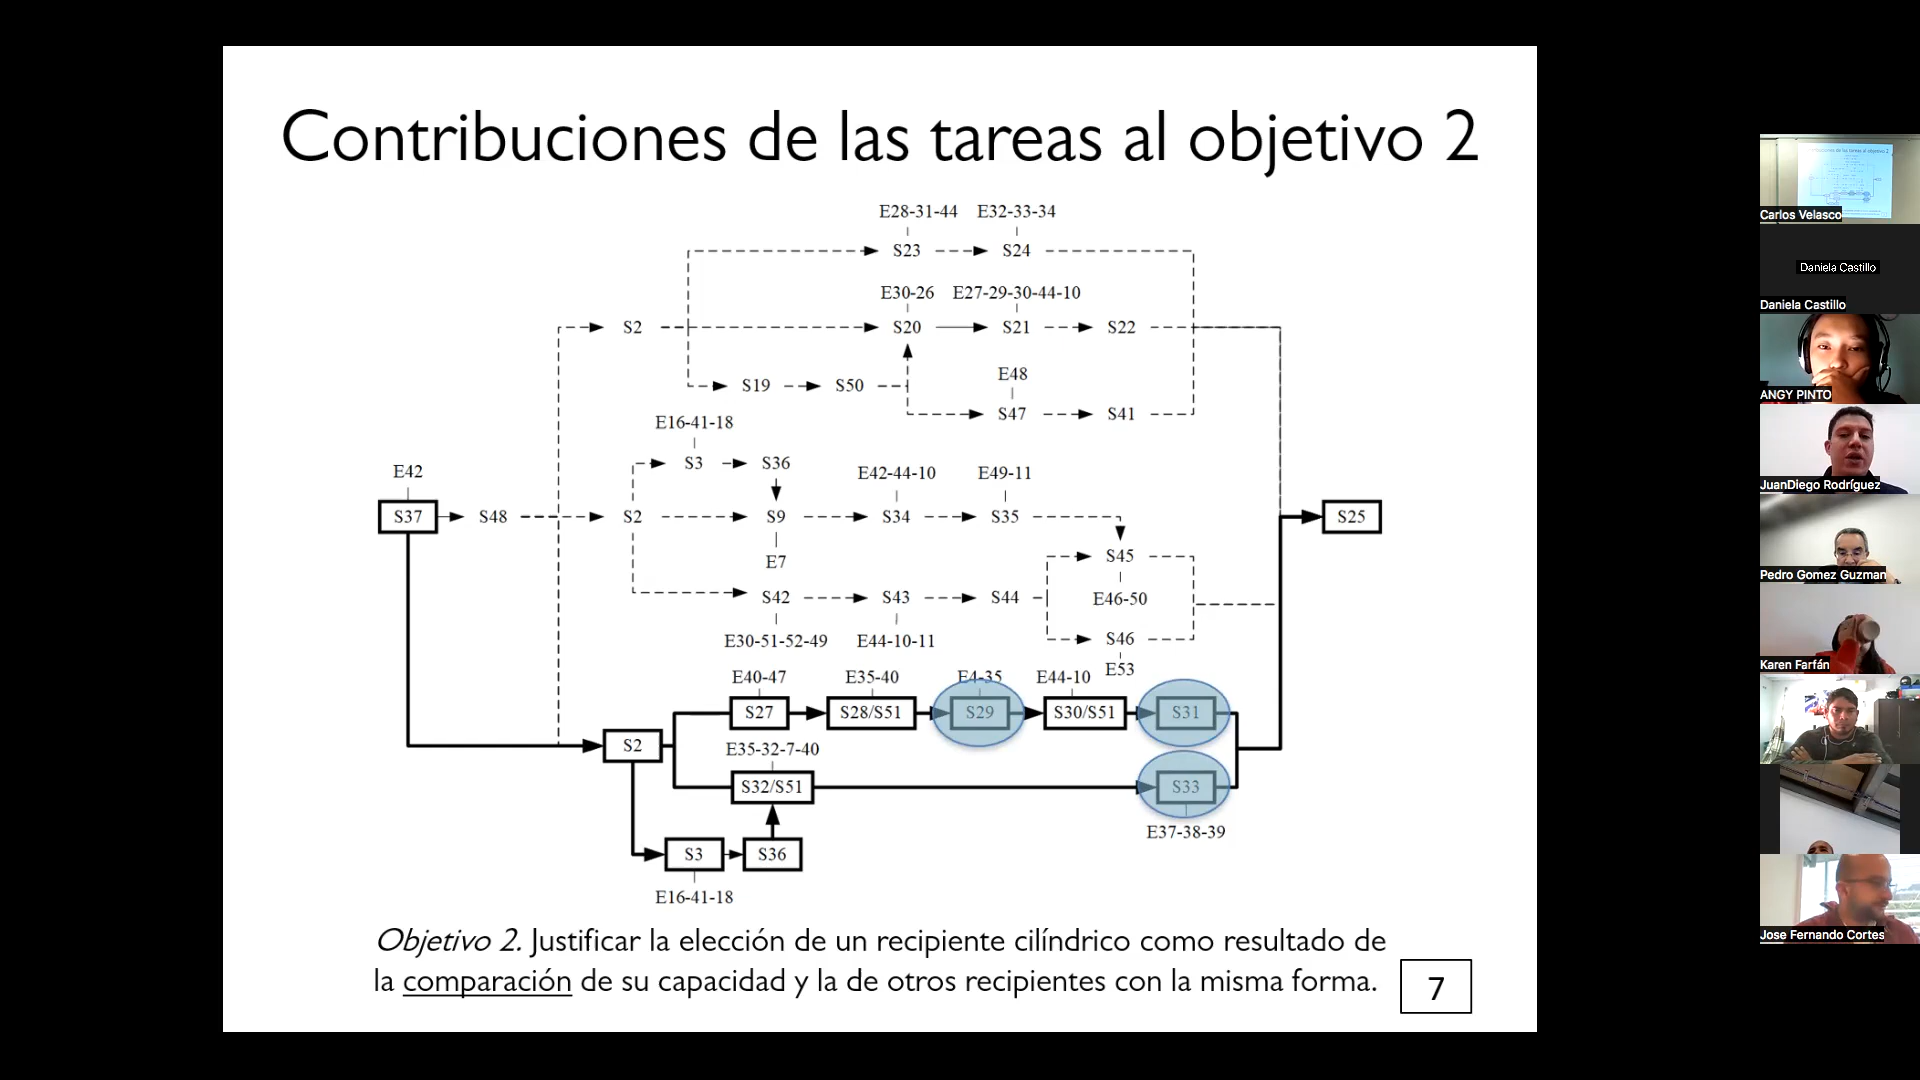 Contribuciones de las tareas al objetivo 2
E28-31-44 E32-33-34
S23 S24
E30-26 E27-29-30-44-10
S2 S20 S21 S22
S19 S50
E48
S47 S41
E16-41-18
S3 S36
E42 E42-44-10 E49-11
S37 S48 S2 S9 S34 S35 S25
S45
E7
S42 S43 S44 E46-50
E30-51-52-49 E44-10-11 S46
E53
E40-47 E35-40 E4-35 E44-10
S27 S28/S51 S29 S30/S51 S31
S2
E35-32-7-40
S32/S51 S33
E37-38-39
S3 S36
E16-41-18
Objetivo 2. Justificar la elección de un recipiente cilíndrico como resultado de
la comparación de su capacidad y la de otros recipientes con la misma forma.
7
Carlos Velasco
Daniela Castillo
Daniela Castillo
ANGY PINTO
JuanDiego Rodríguez
Pedro Gomez Guzman
Karen Farfán
Jose Fernando Cortes